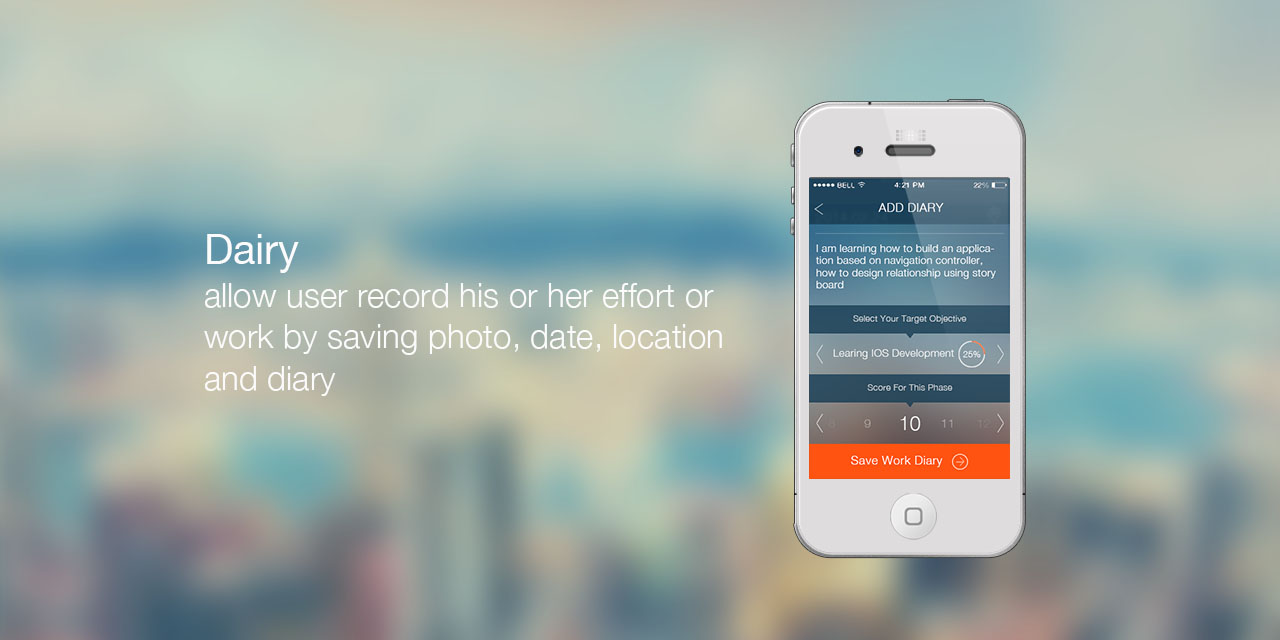 Dairy
allow user record his or her effort or
work by saving photo, date, location
and diary
BELL 4:21 PM 22%
ADD DIARY
I am learning how to build an applica-
tion based on navigation controller,
how to design relationship using story
board
Select Your Target Objective
Learing IOS Development 25%
Score For This Phase
8 9 10 11 12
Save Work Diary